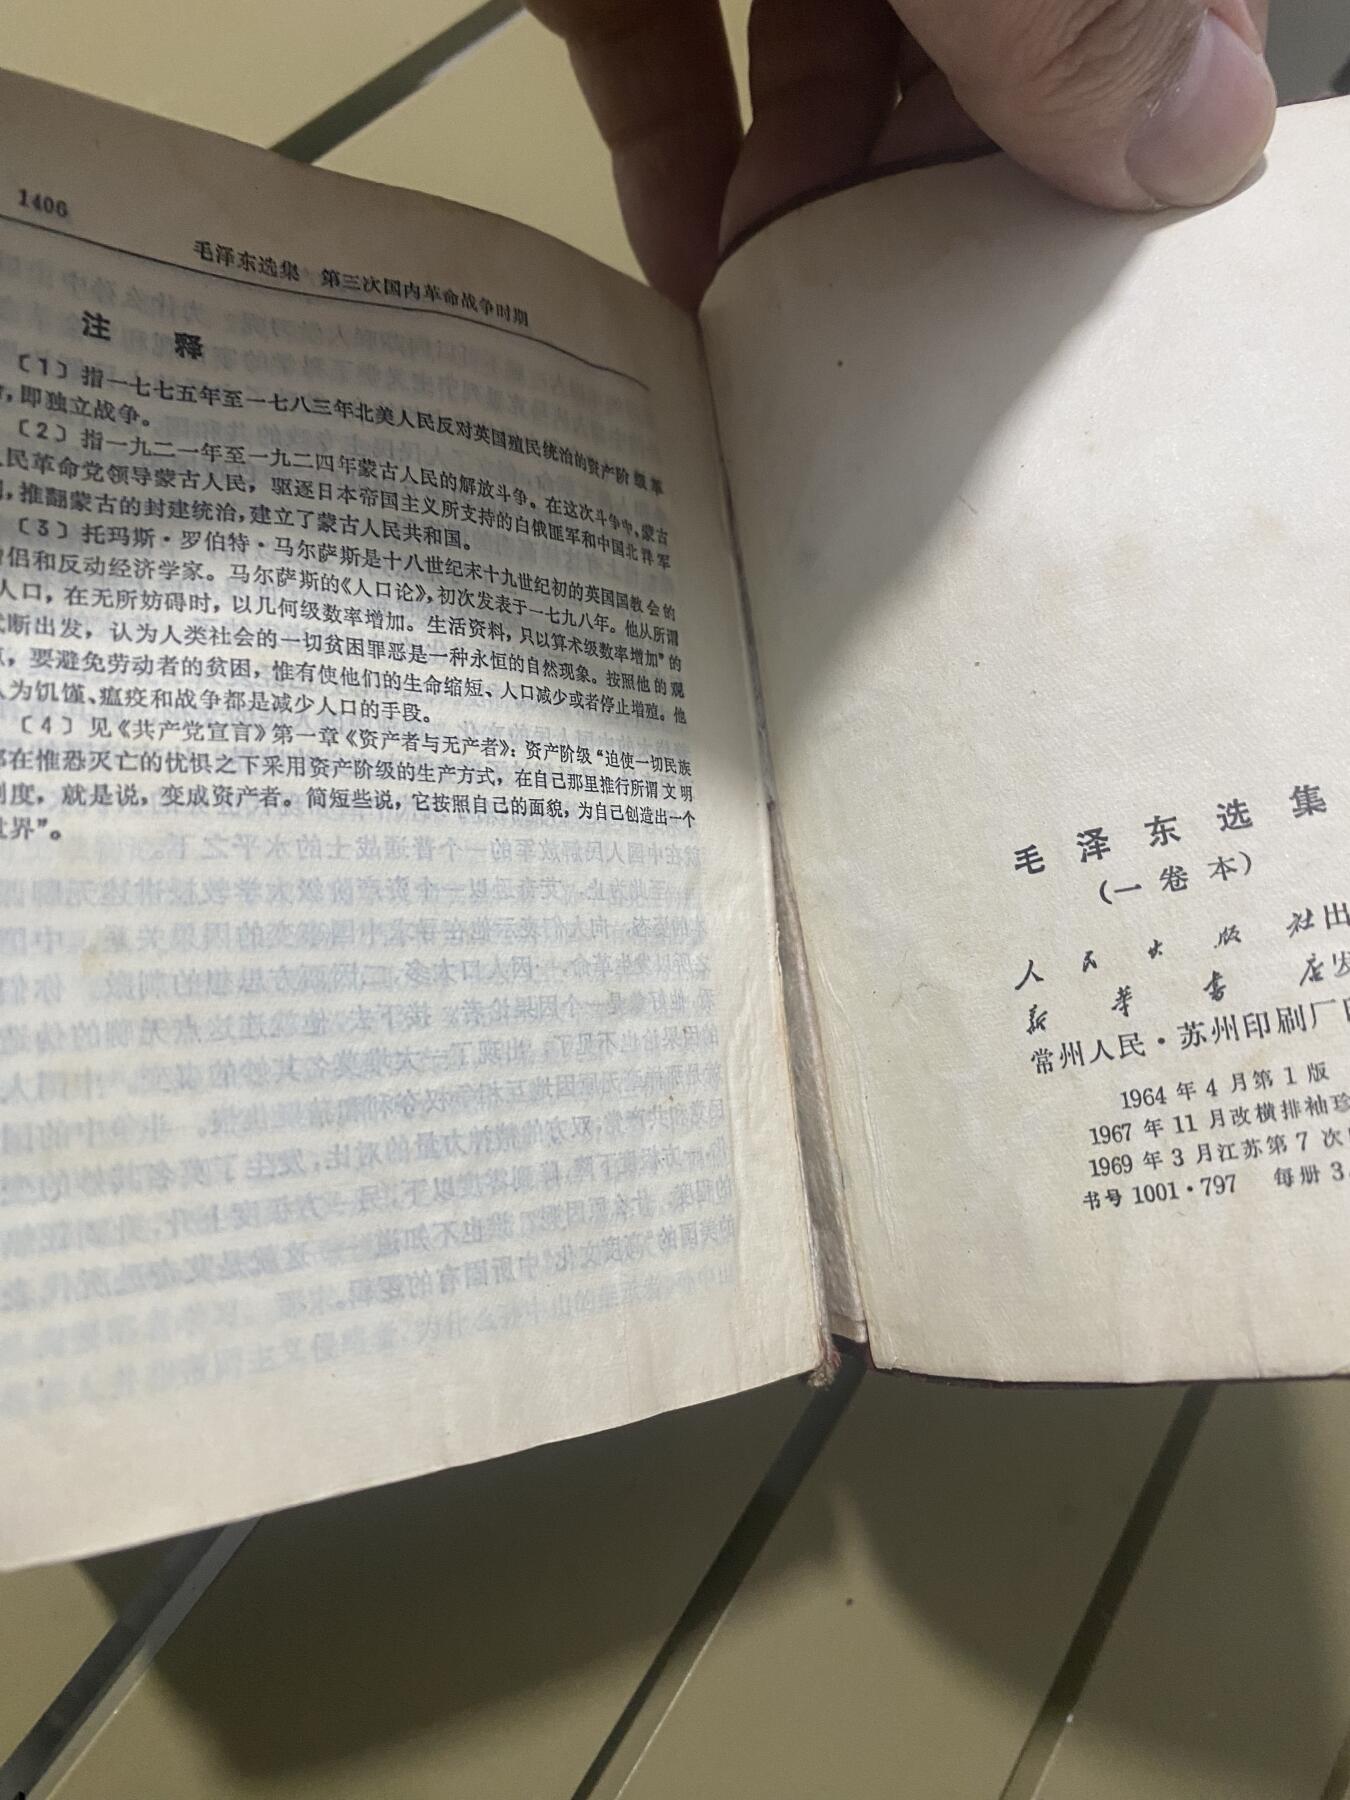 1406
毛泽东选集 第三次国内革命战争时期
注 释
〔1〕指一七七五年至一七八三年北美人民反对英国殖民统治的资产阶级革
，即独立战争。
〔2〕指一九二一年至一九二四年蒙古人民的解放斗争。在这次斗争中，蒙古
民革命党领导蒙古人民，驱逐日本帝国主义所支持的白俄匪军和中国北洋军
，推翻蒙古的封建统治，建立了蒙古人民共和国。
〔3〕托玛斯·罗伯特·马尔萨斯是十八世纪末十九世纪初的英国国教会的
侣和反动经济学家。马尔萨斯的《人口论》，初次发表于一七九八年。他从所谓
人口，在无所妨碍时，以几何级数率增加。生活资料，只以算术级数率增加”的
断出发，认为人类社会的一切贫困罪恶是一种永恒的自然现象。按照他的观
，要避免劳动者的贫困，惟有使他们的生命缩短、人口减少或者停止增殖。他
为饥馑、瘟疫和战争都是减少人口的手段。
〔4〕见《共产党宣言》第一章《资产者与无产者》：资产阶级“迫使一切民族
在惟恐灭亡的忧惧之下采用资产阶级的生产方式，在自己那里推行所谓文明
制度，就是说，变成资产者。简短些说，它按照自己的面貌，为自己创造出一个
世界”。
毛泽东选集
（一卷本）
人民出版社出
新华书店发
常州人民·苏州印刷厂印
1964年4月第1版
1967年11月改横排袖珍
1969年3月江苏第7次
书号1001·797 每册3.